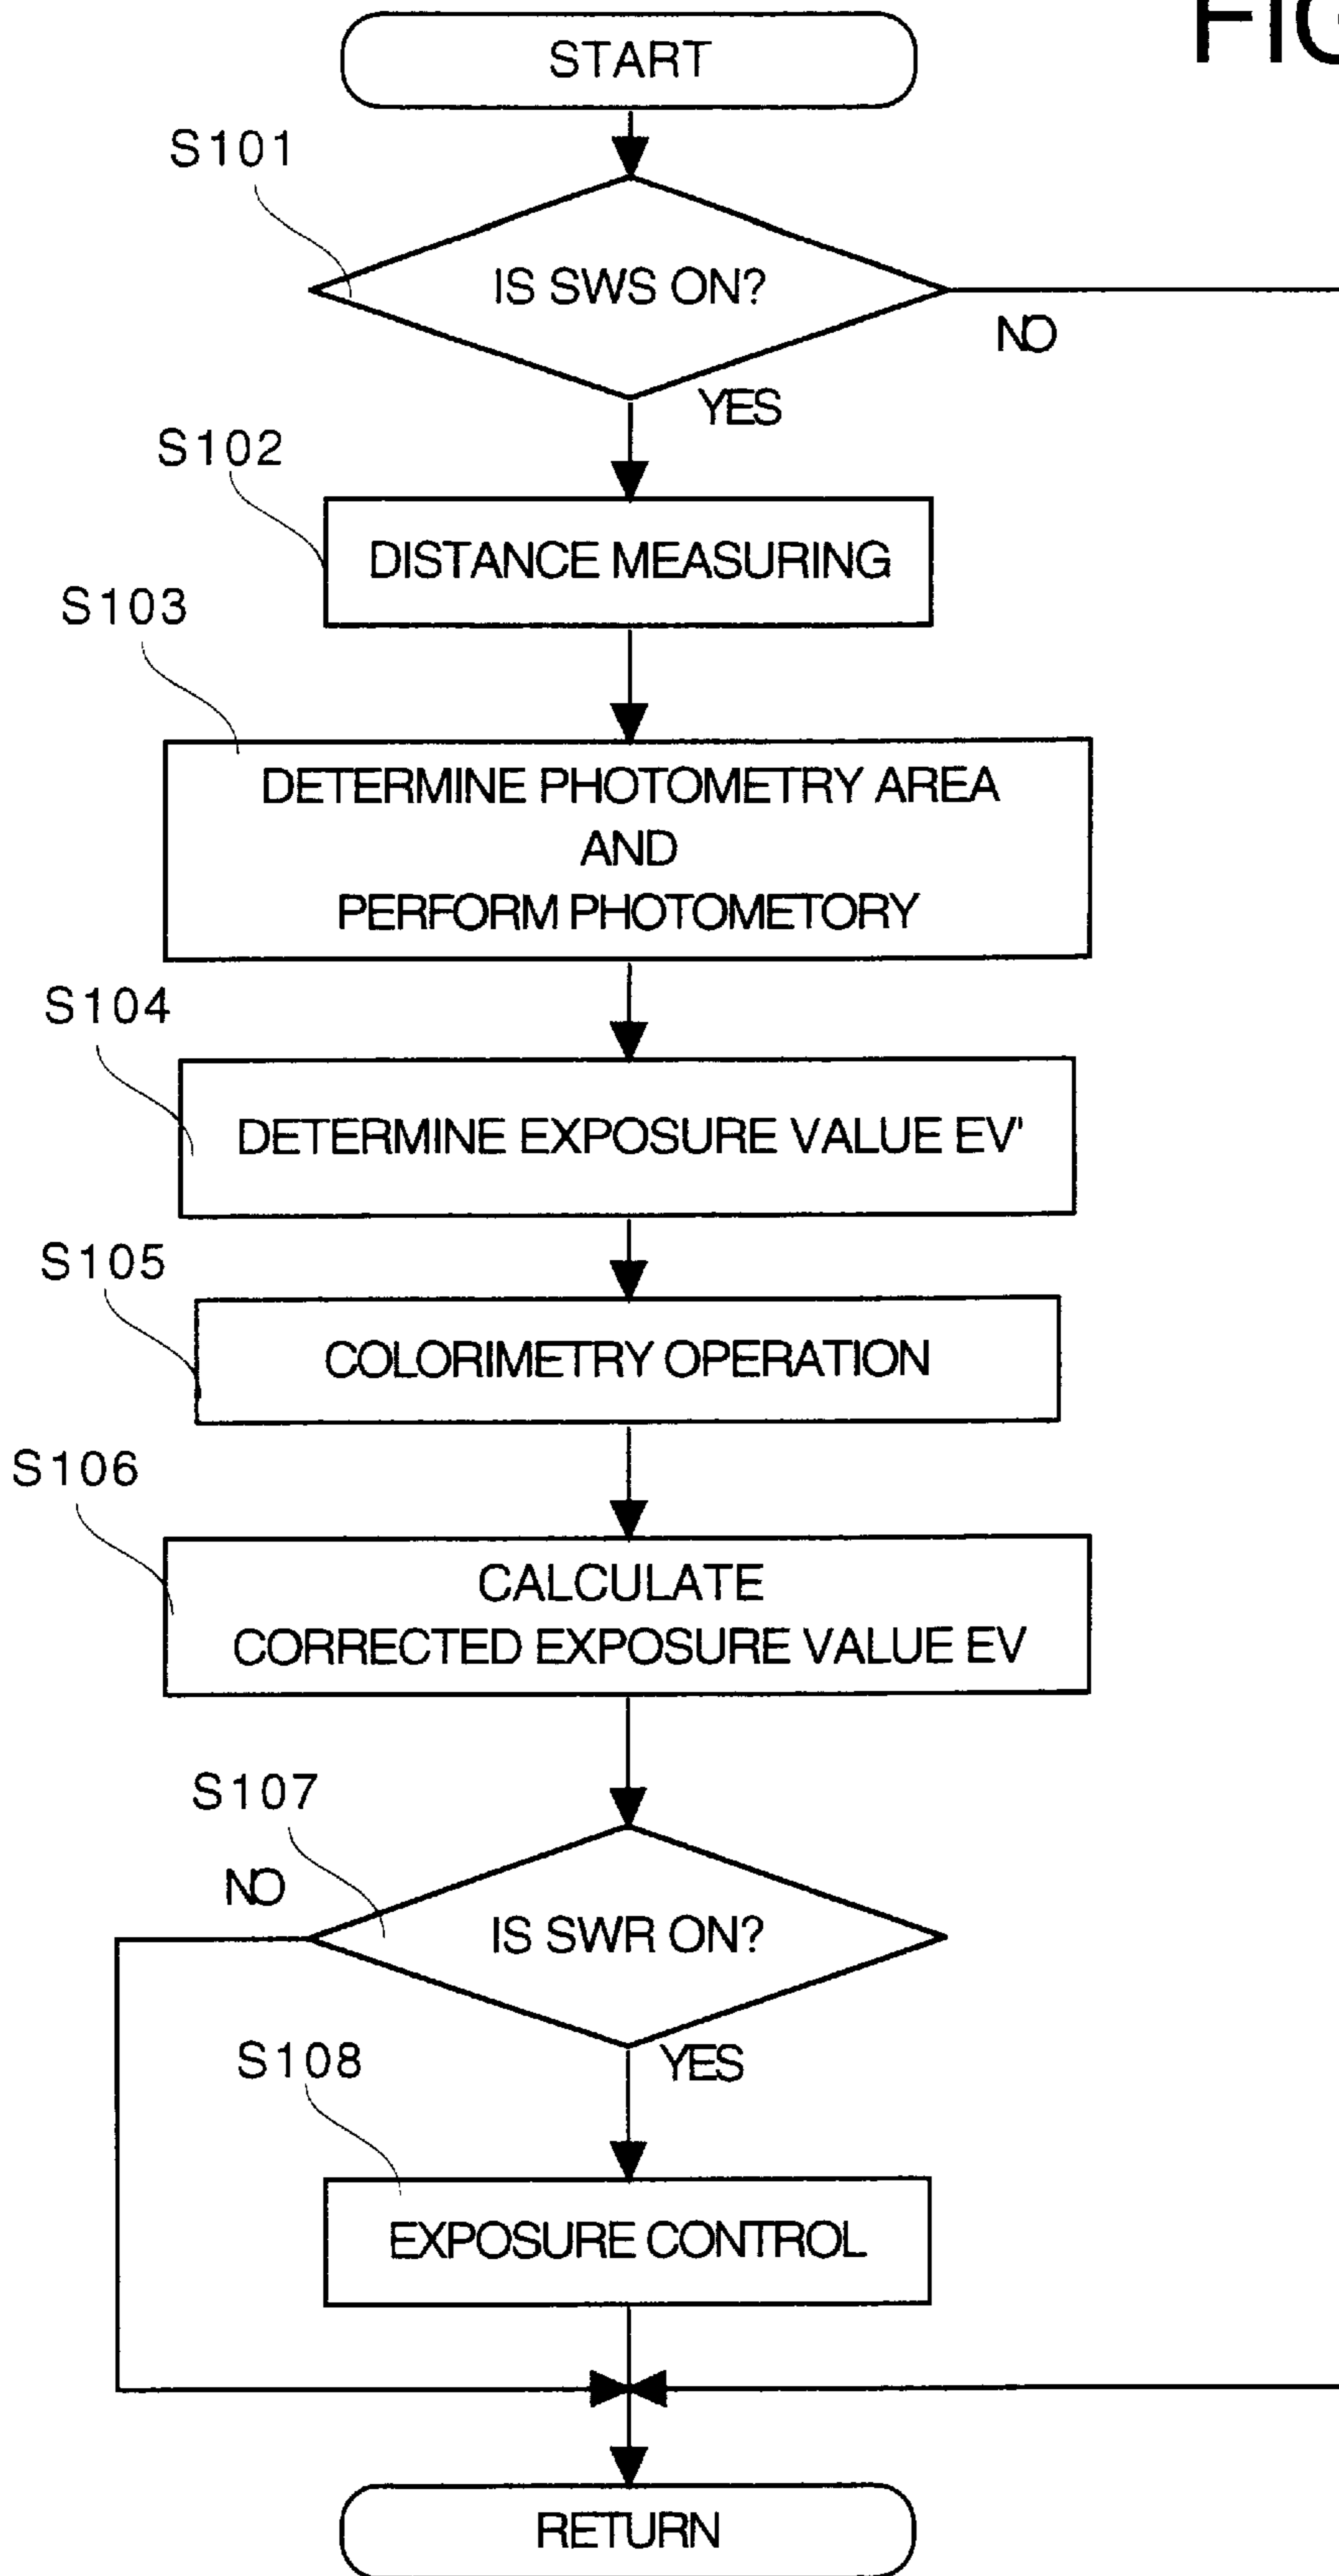 FIG
START
S101
IS SWS ON?
NO
YES
S102
DISTANCE MEASURING
S103
DETERMINE PHOTOMETRY AREA
AND
PERFORM PHOTOMETORY
S104
DETERMINE EXPOSURE VALUE EV'
S105
COLORIMETRY OPERATION
S106
CALCULATE
CORRECTED EXPOSURE VALUE EV
S107
NO
IS SWR ON?
YES
S108
EXPOSURE CONTROL
RETURN